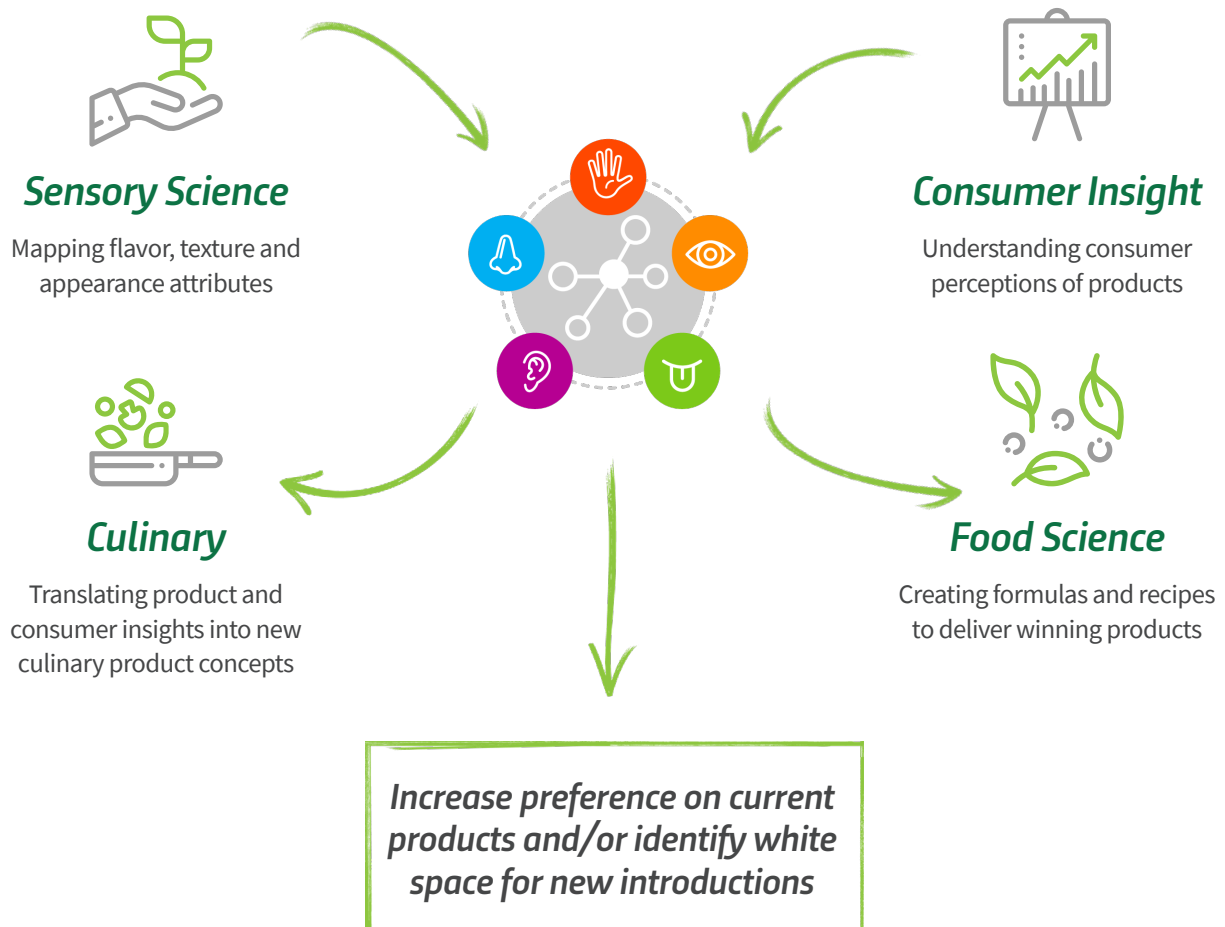 Sensory Science
Mapping flavor, texture and
appearance attributes
Consumer Insight
Understanding consumer
perceptions of products
Culinary
Translating product and
consumer insights into new
culinary product concepts
Food Science
Creating formulas and recipes
to deliver winning products
Increase preference on current
products and/or identify white
space for new introductions